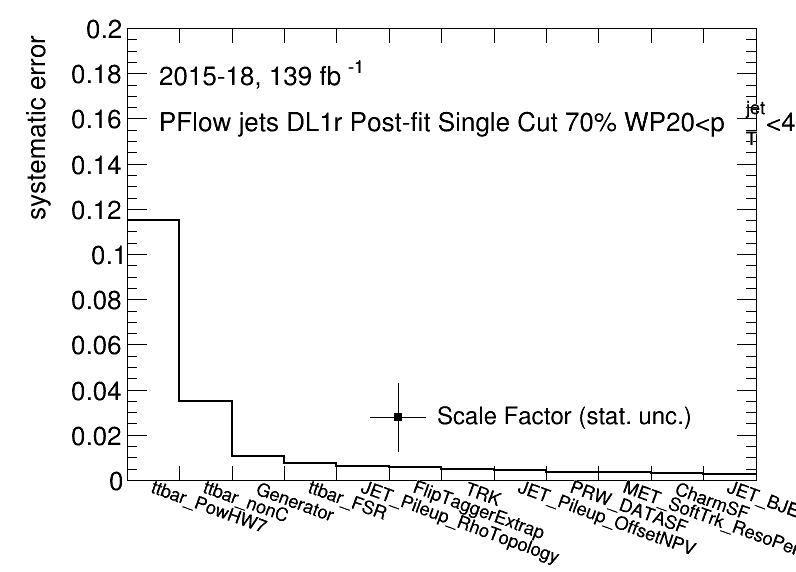 systematic error
0.2
0.18
0.16
0.14
0.12
0.1
0.08
0.06
0.04
0.02
0
2015-18, 139 fb -1
PFlow jets DL1r Post-fit Single Cut 70% WP20<p jet T <4
Scale Factor (stat. unc.)
ttbar_PowHW7
ttbar_nonC
Generator
ttbar_FSR
JET_Pileup_RhoTopology
FlipTaggerExtrap
TRK
JET_Pileup_OffsetNPV
PRW_DATASF
MET_SoftTrk_ResoPer
CharmSF
JET_BJE